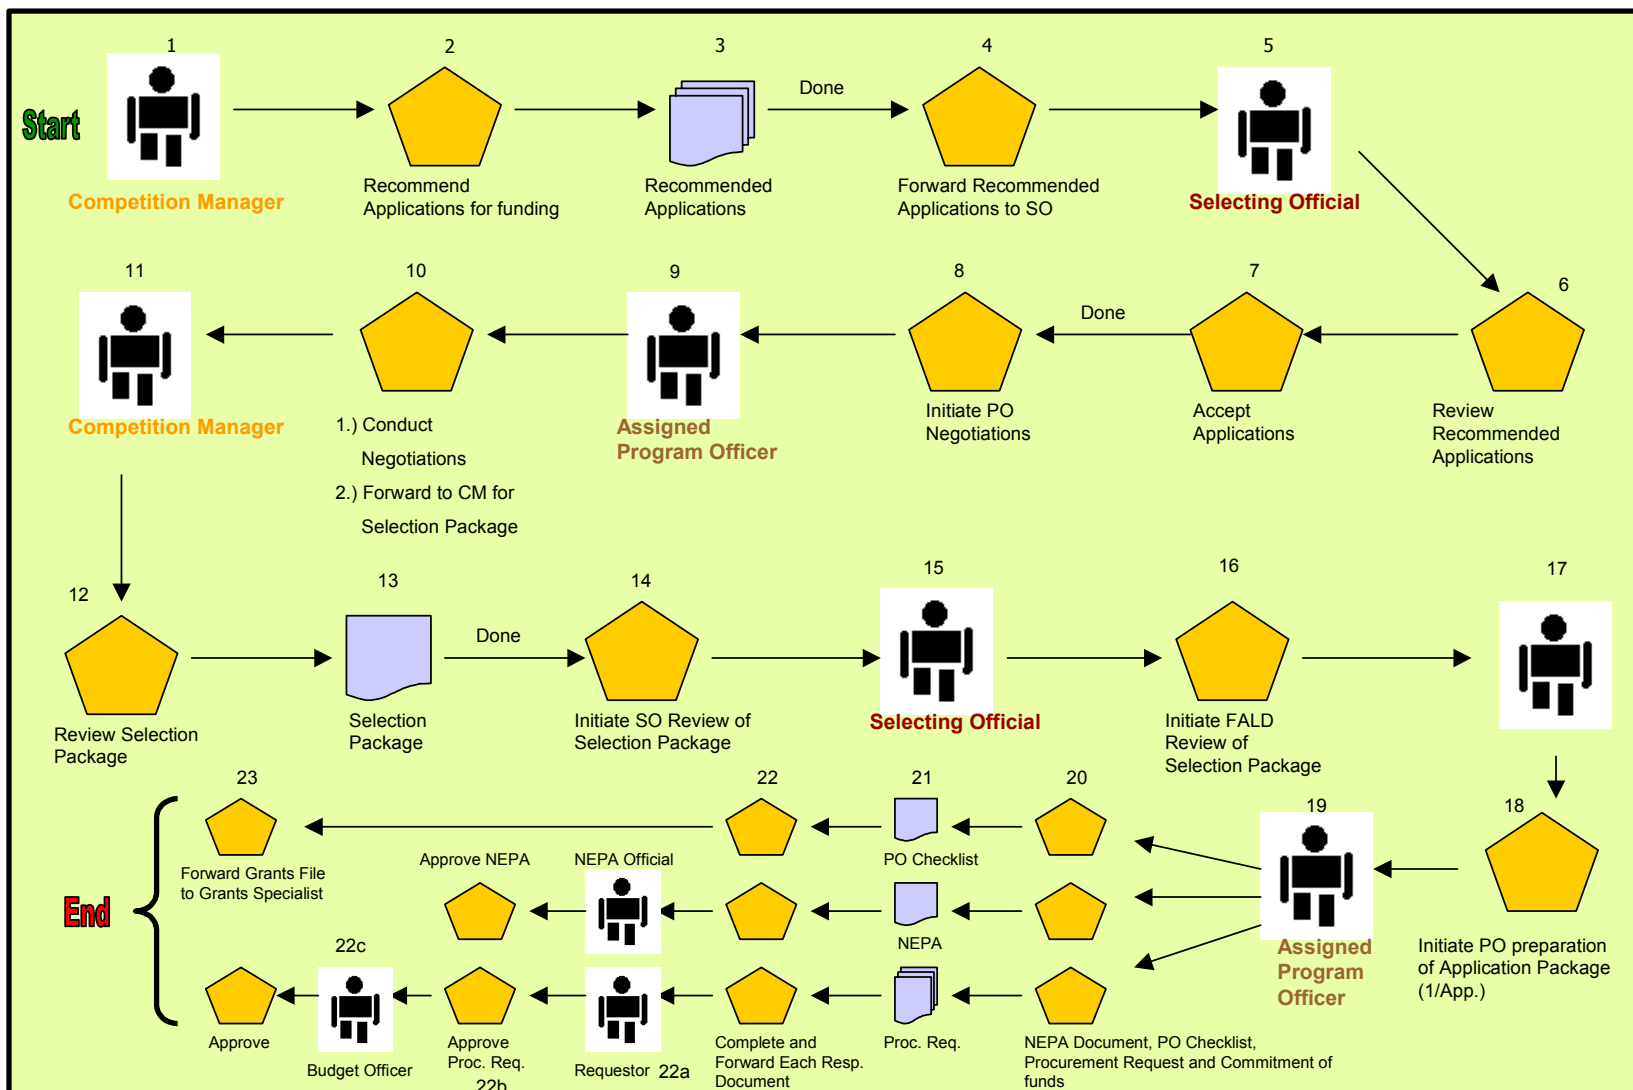 1
2
3
4
5
Start
Done
Competition Manager
Recommend
Applications for funding
Recommended
Applications
Forward Recommended
Applications to SO
Selecting Official
11
10
9
8
7
6
Done
Competition Manager
1.) Conduct
Negotiations
2.) Forward to CM for
Selection Package
Assigned
Program Officer
Initiate PO
Negotiations
Accept
Applications
Review
Recommended
Applications
12
13
14
15
16
17
Done
Review Selection
Package
Selection
Package
Initiate SO Review of
Selection Package
Selecting Official
Initiate FALD
Review of
Selection Package
23
22
21
20
19
18
Forward Grants File
to Grants Specialist
Approve NEPA
NEPA Official
PO Checklist
End
NEPA
Assigned
Program
Officer
Initiate PO preparation
of Application Package
(1/App.)
22c
Approve
Budget Officer
Approve
Proc. Req.
22b
Requestor 22a
Complete and
Forward Each Resp.
Document
Proc. Req.
NEPA Document, PO Checklist,
Procurement Request and Commitment of
funds